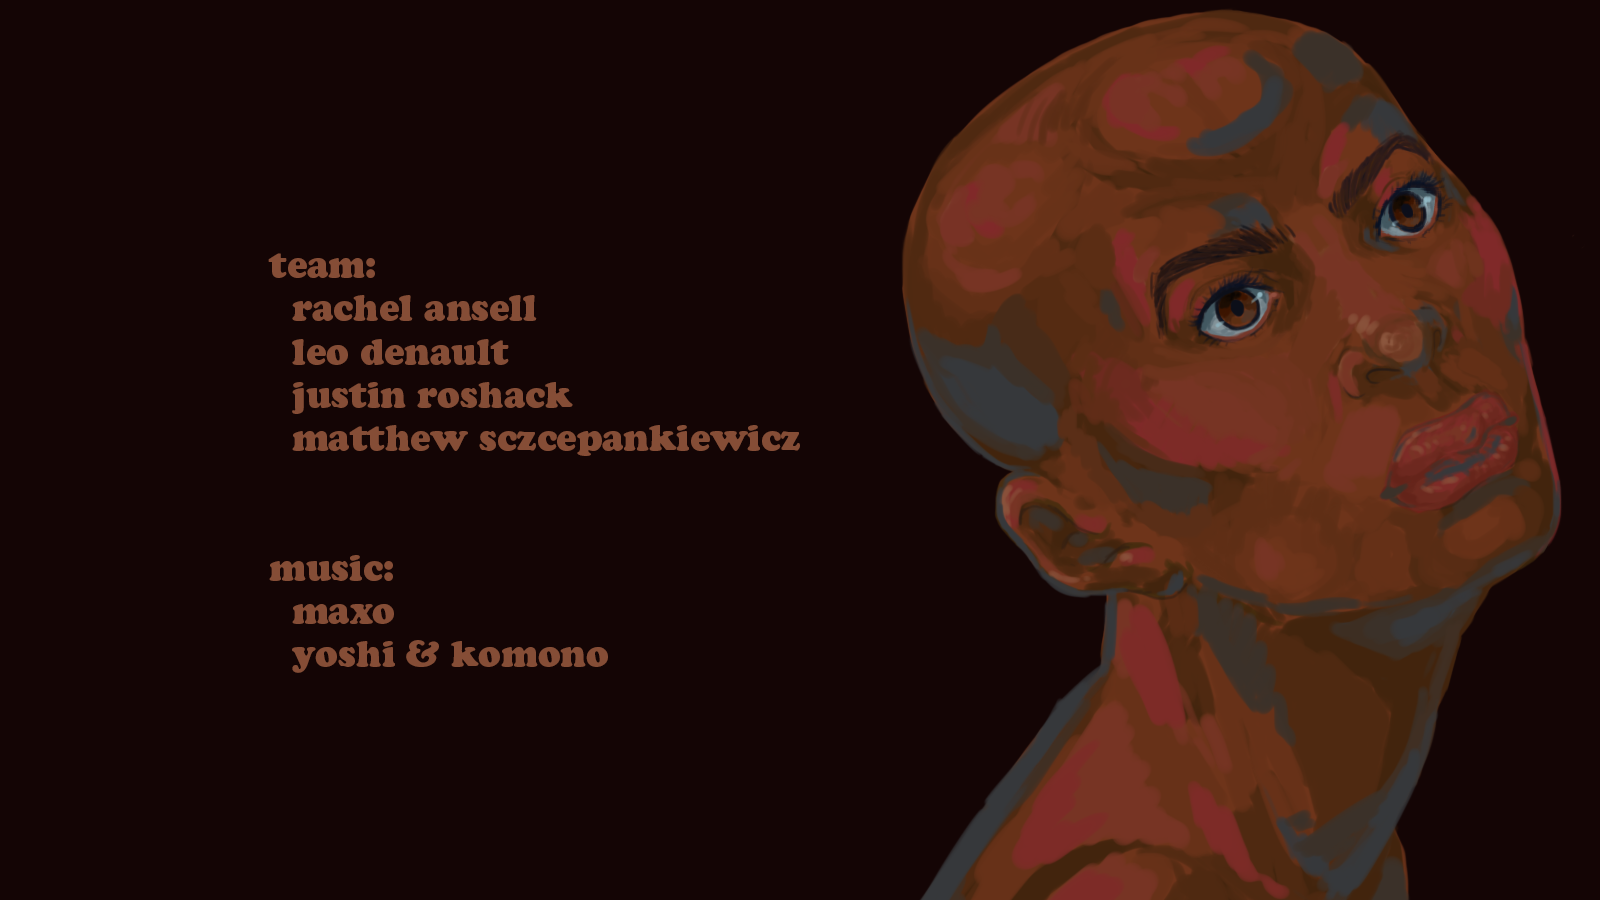 team:
rachel ansell
leo denault
justin roshack
matthew sczcepankiewicz
music:
maxo
yoshi & komono